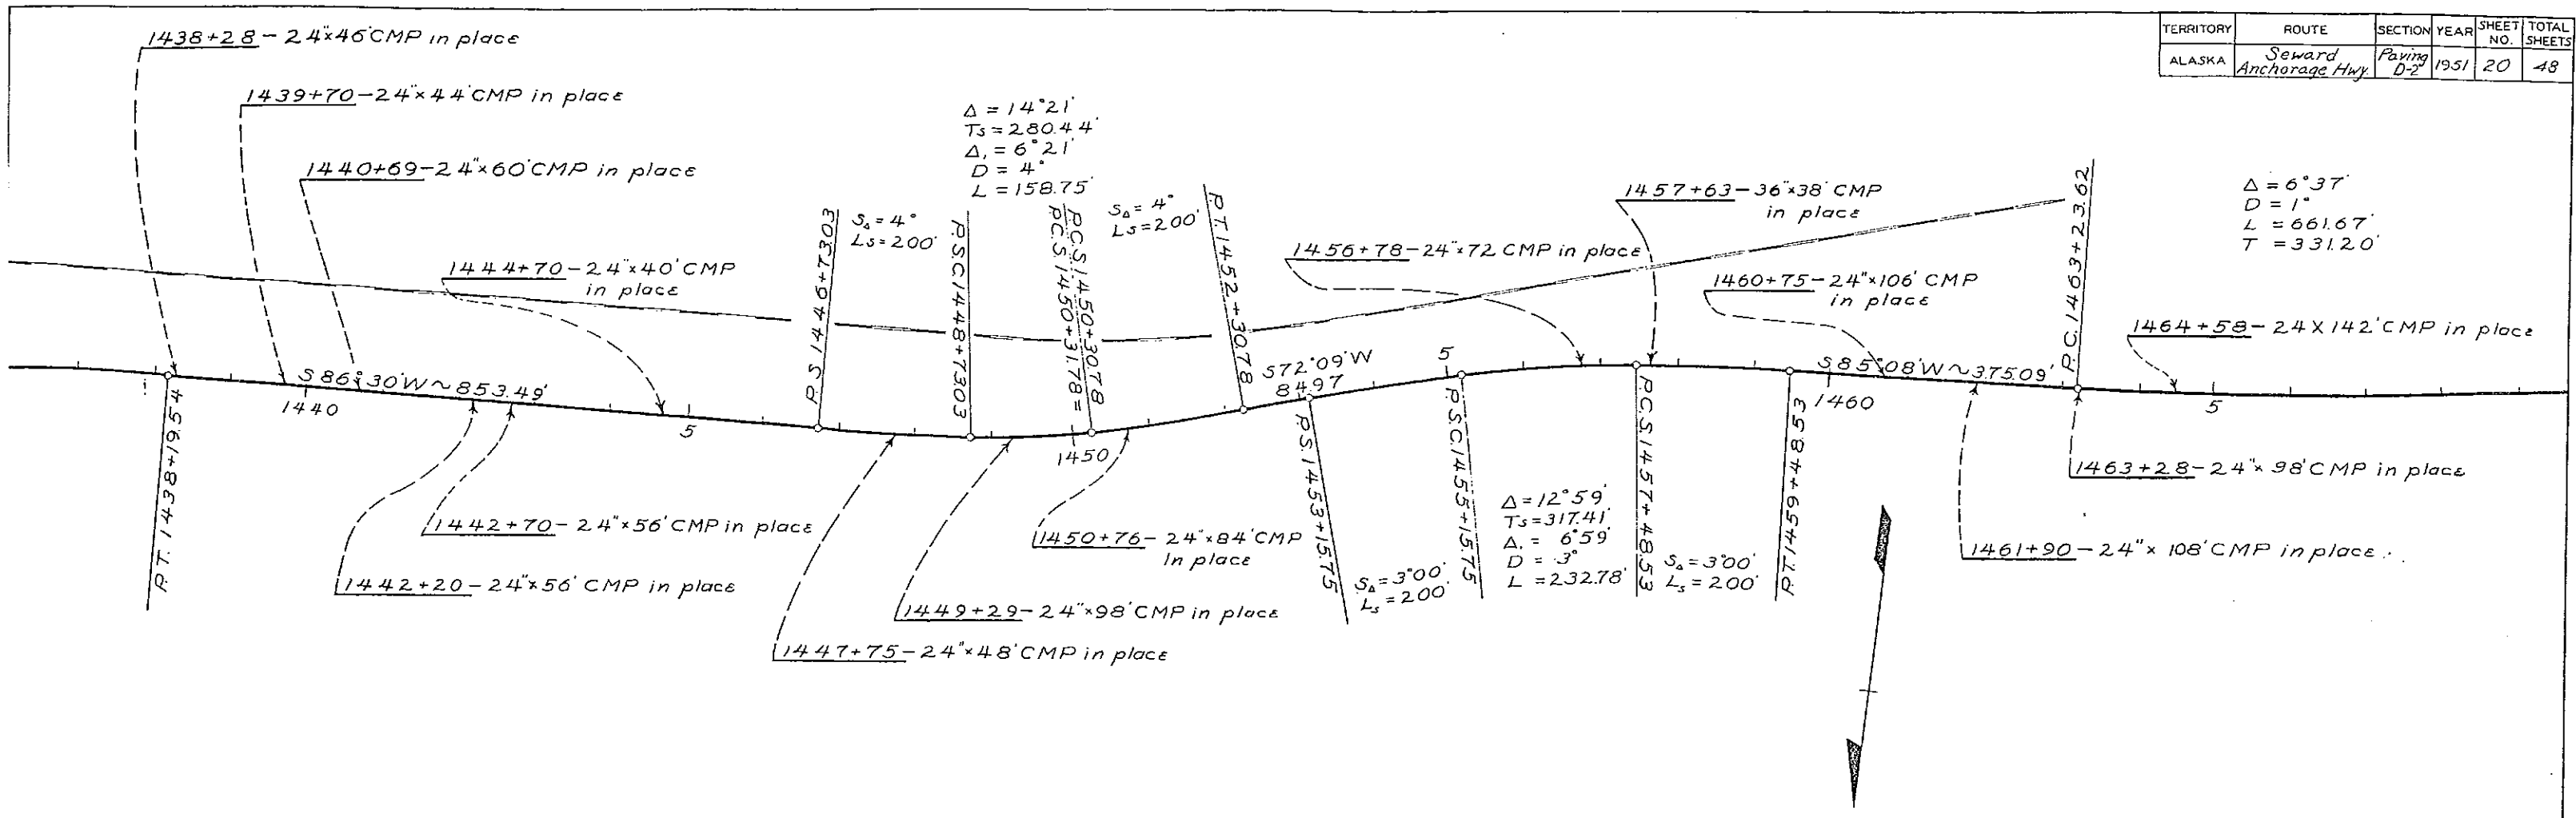 TERRITORY ROUTE SECTION YEAR SHEET NO. TOTAL SHEETS
ALASKA Seward Anchorage Hwy. Paving D-2 1951 20 48
1438+28-24"x46'CMP in place
1439+70-24"x44'CMP in place
1440+69-24"x60'CMP in place
1444+70-24"x40'CMP
in place
Δ = 14°21'
Ts = 280.44'
Δ, = 6°21'
D = 4°
L = 158.75'
P.S. 1446+73.03
S△ = 4°
Ls = 200'
P.S.C. 1448+73.03
P.C.S. 1450+31.78 =
P.C.S. 1450+30.78
S△ = 4°
Ls = 200'
P.T. 1452+30.78
1457+63-36"x38' CMP
in place
1456+78-24"x72 CMP in place
1460+75-24"x106' CMP
in place
P.C. 1463+23.62
Δ = 6°37'
D = 1°
L = 661.67'
T = 331.20'
1464+58-24 X 142' CMP in place
S 86°30'W ~ 853.49'
1440
5
1450
S72°09'W
84.97
5
S 85°08'W ~ 375.09'
1460
5
P.T. 1438+19.54
1442+70-24"x56'CMP in place
1442+20-24"x56' CMP in place
1450+76-24"x84'CMP
In place
1449+29-24"x98'CMP in place
1447+75-24"x48'CMP in place
P.S. 1453+15.75
S△ = 3°00'
Ls = 200'
P.S.C. 1455+15.75
Δ = 12°59'
Ts = 317.41'
Δ, = 6°59'
D = 3°
L = 232.78'
P.C.S. 1457+48.53
S△ = 3°00'
Ls = 200'
P.T. 1459+48.53
1463+28-24"x 98'CMP in place
1461+90-24"x 108'CMP in place